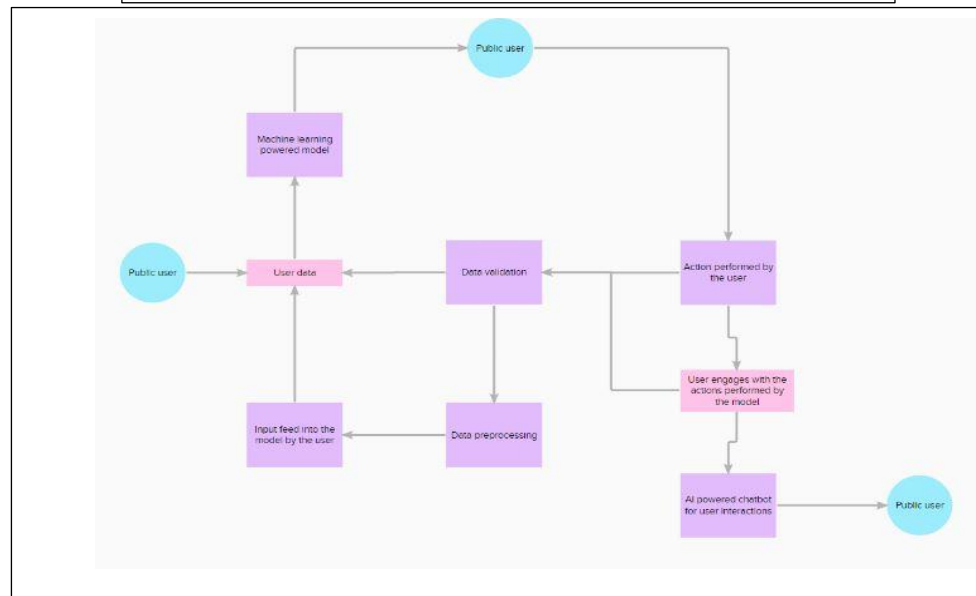 Public user
Machine learning
powered model
Public user
User data
Data validation
Action performed by
the user
User engages with the
actions performed by
the model
Input feed into the
model by the user
Data preprocessing
AI powered chatbot
for user interactions
Public user